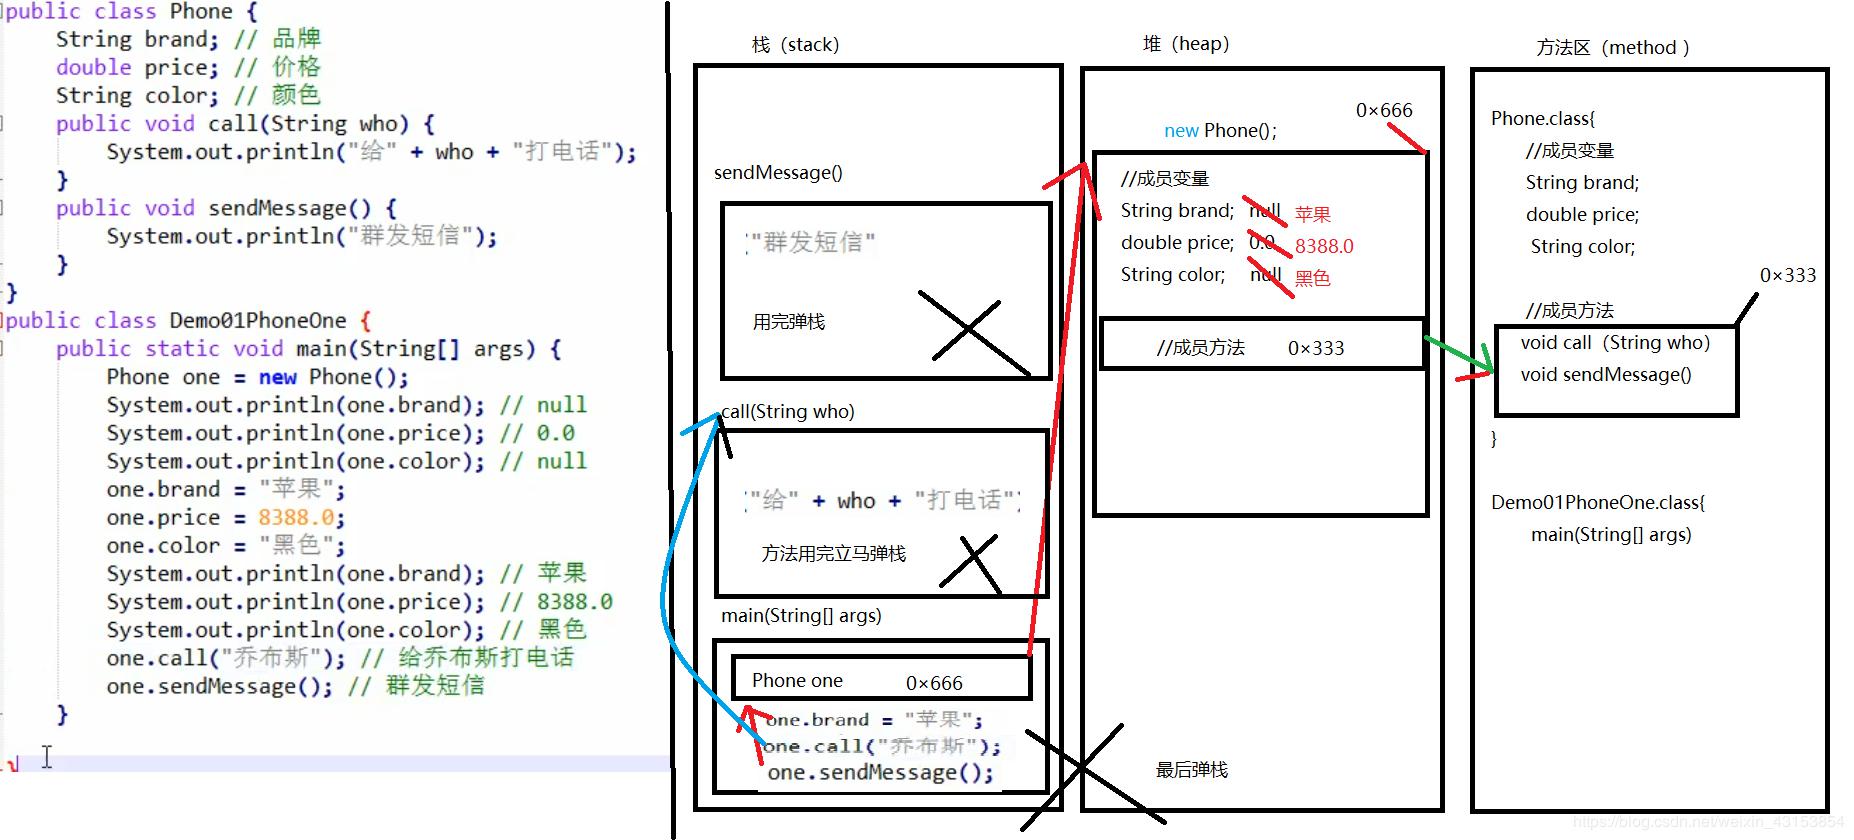 public class Phone {
String brand; // 品牌
double price; // 价格
String color; // 颜色
public void call(String who) {
System.out.println("给" + who + "打电话");
}
public void sendMessage() {
System.out.println("群发短信");
}
}
public class Demo01PhoneOne {
public static void main(String[] args) {
Phone one = new Phone();
System.out.println(one.brand); // null
System.out.println(one.price); // 0.0
System.out.println(one.color); // null
one.brand = "苹果";
one.price = 8388.0;
one.color = "黑色";
System.out.println(one.brand); // 苹果
System.out.println(one.price); // 8388.0
System.out.println(one.color); // 黑色
one.call("乔布斯"); // 给乔布斯打电话
one.sendMessage(); // 群发短信
}
}
栈（stack）
sendMessage()
"群发短信"
用完弹栈
call(String who)
"给" + who + "打电话"
方法用完立马弹栈
main(String[] args)
Phone one 0×666
one.brand = "苹果";
one.call("乔布斯");
one.sendMessage();
最后弹栈
堆（heap）
0×666
new Phone();
//成员变量
String brand; null 苹果
double price; 0.0 8388.0
String color; null 黑色
//成员方法 0×333
方法区（method ）
Phone.class{
//成员变量
String brand;
double price;
String color;
0×333
//成员方法
void call（String who）
void sendMessage()
}
Demo01PhoneOne.class{
main(String[] args)
https://blog.csdn.net/weixin_43153854